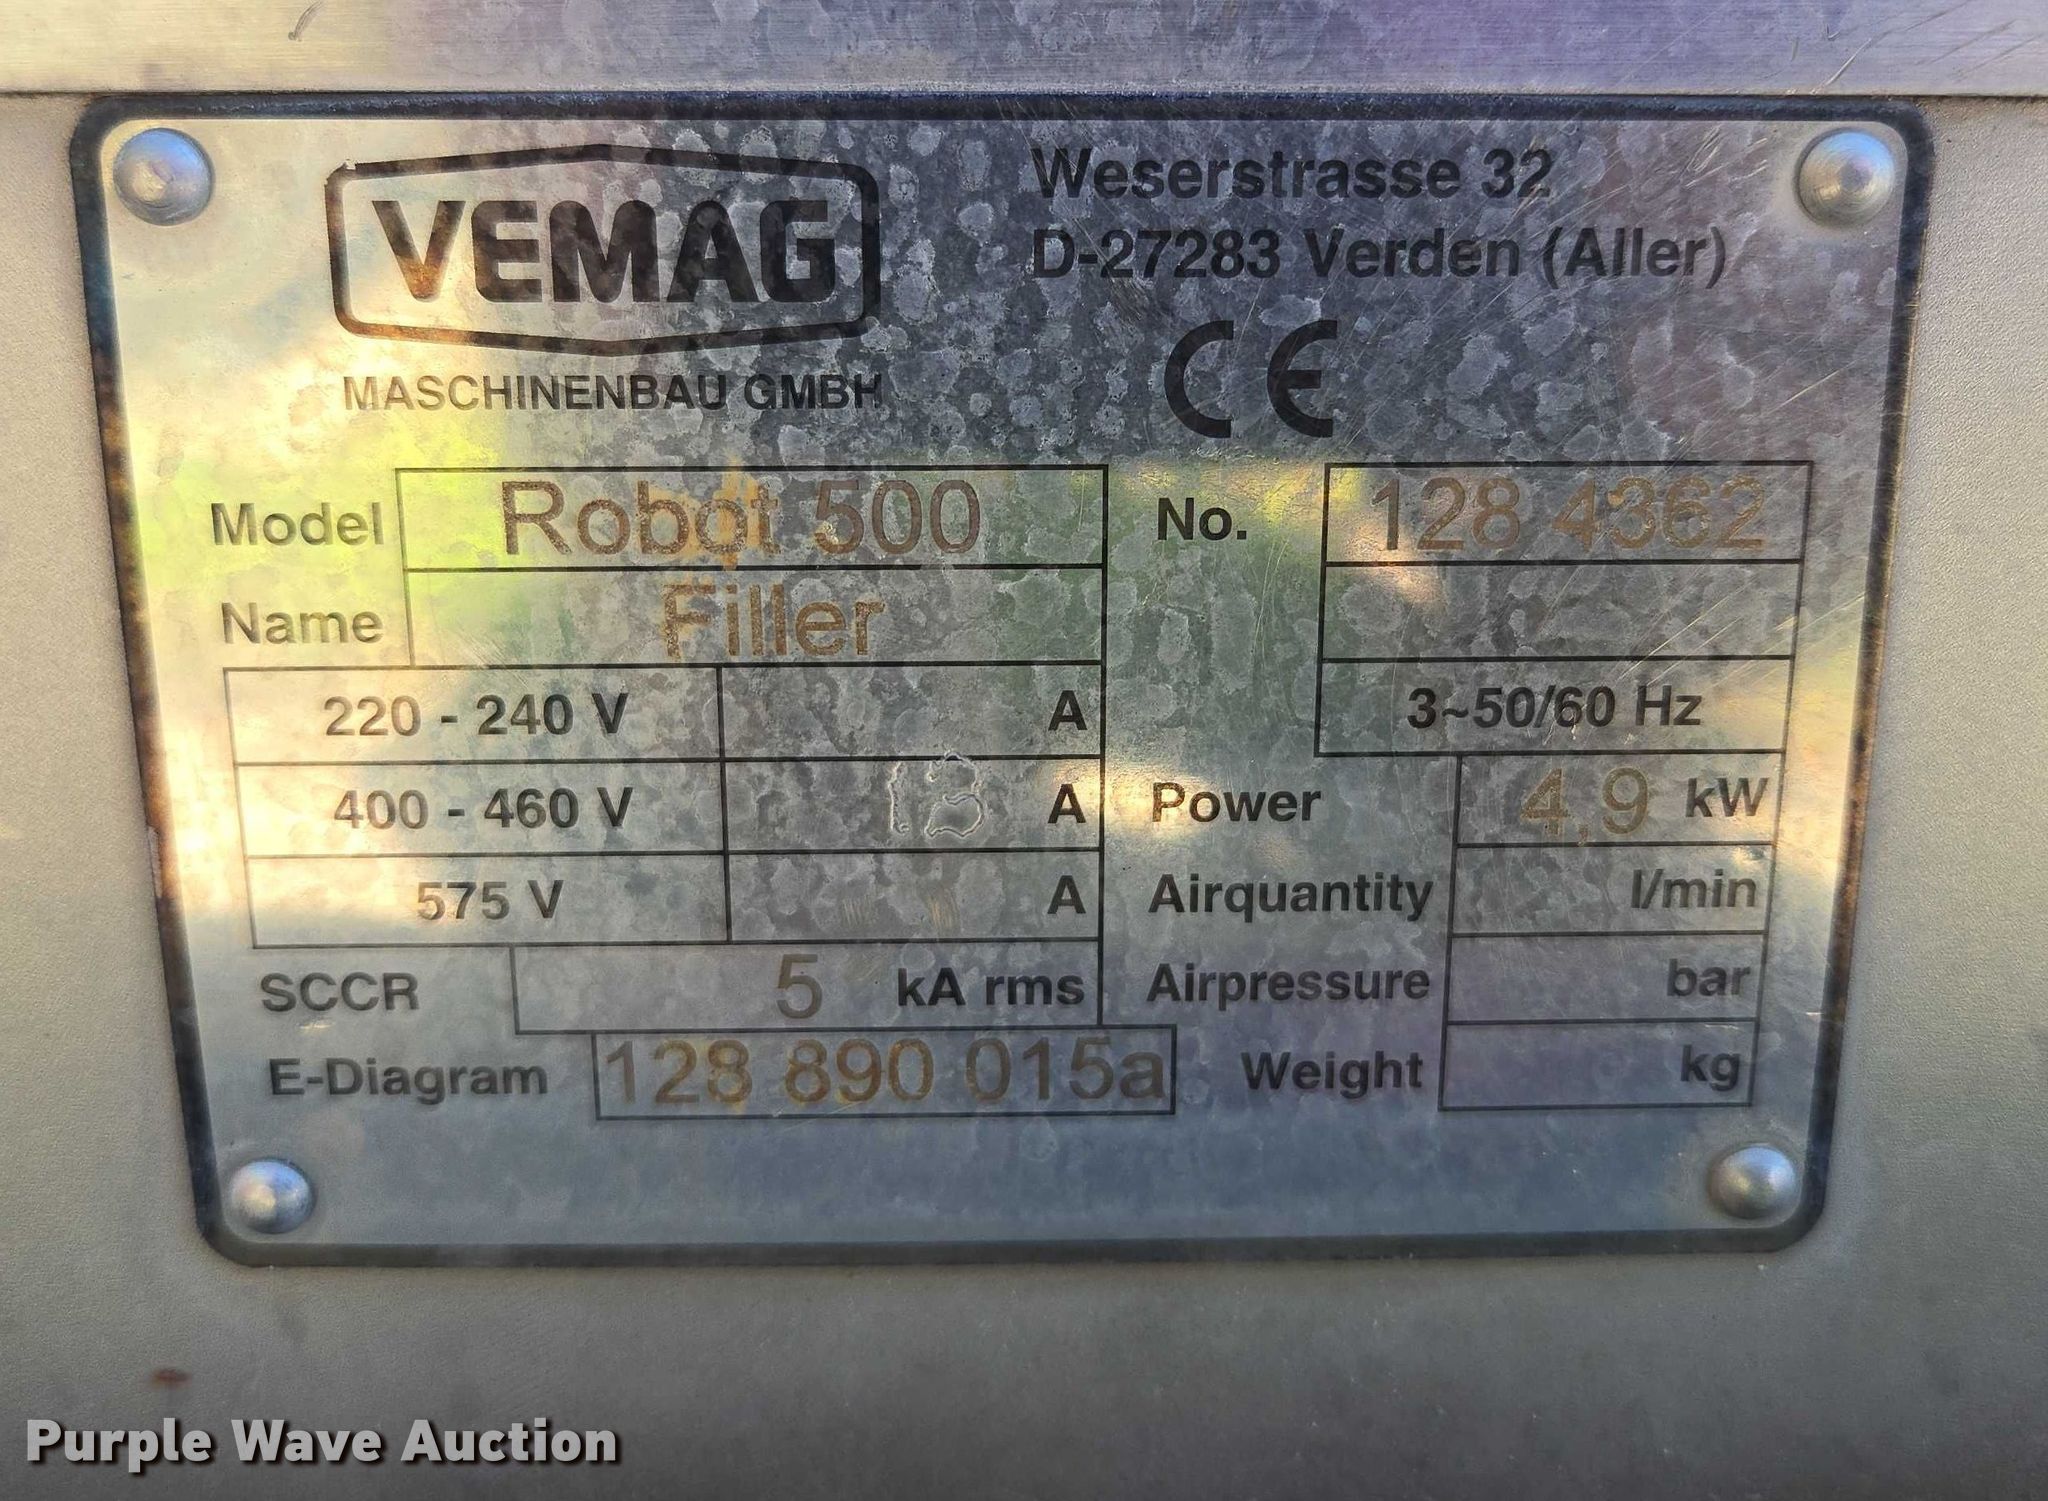 VEMAG
MASCHINENBAU GMBH
Weserstrasse 32
D-27283 Verden (Aller)
CE
Model Robot 500
No. 128 4362
Name Filler
220 - 240 V A
3~50/60 Hz
400 - 460 V 13 A
Power 4,9 kW
575 V A
Airquantity l/min
SCCR 5 kA rms
Airpressure bar
E-Diagram 128 890 015a
Weight kg
Purple Wave Auction